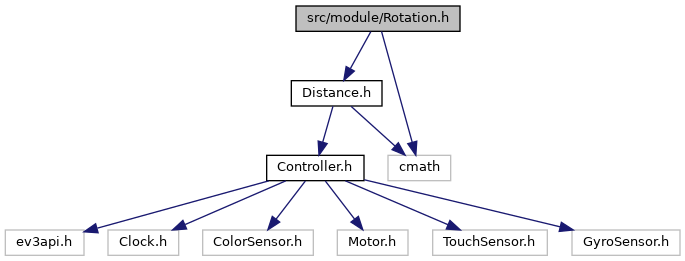 src/module/Rotation.h
Distance.h
Controller.h
cmath
ev3api.h
Clock.h
ColorSensor.h
Motor.h
TouchSensor.h
GyroSensor.h